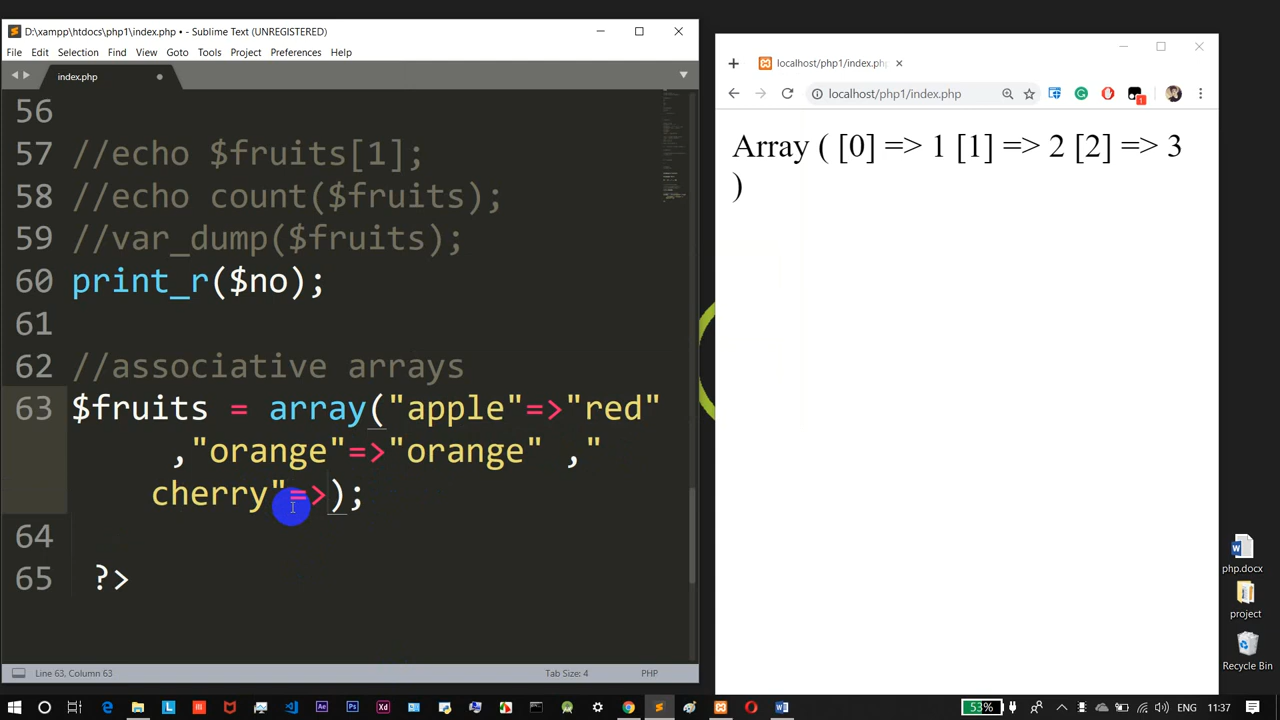 D:\xampp\htdocs\php1\index.php • - Sublime Text (UNREGISTERED)
File Edit Selection Find View Goto Tools Project Preferences Help
index.php
56
57 //echo $fruits[1];
58 //echo count($fruits);
59 //var_dump($fruits);
60 print_r($no);
61
62 //associative arrays
63 $fruits = array("apple"=>"red"
,"orange"=>"orange" ,"
cherry"=>);
64
65 ?>
Line 63, Column 63 Tab Size: 4 PHP
localhost/php1/index.ph
localhost/php1/index.php
1
Array ( [0] => 1 [1] => 2 [2] => 3
)
php.docx
project
Recycle Bin
53%
ENG 11:37